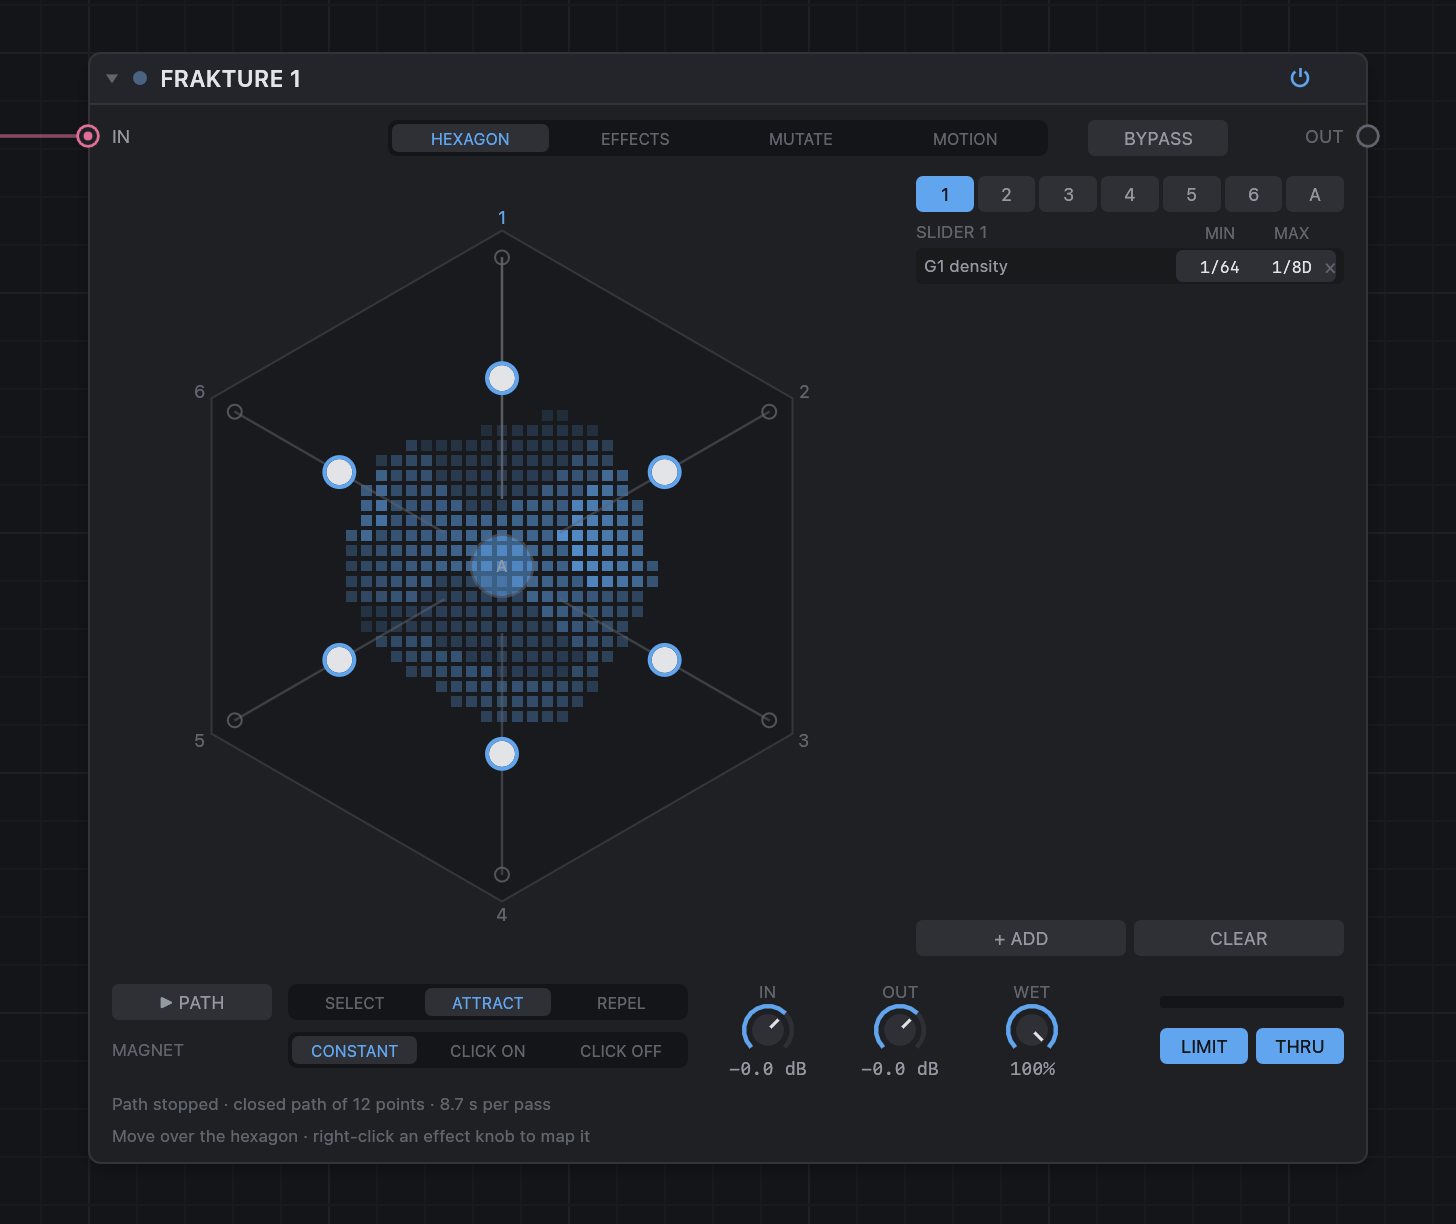 FRAKTURE 1
IN
HEXAGON EFFECTS MUTATE MOTION
BYPASS
OUT
1 2 3 4 5 6 A
SLIDER 1 MIN MAX
G1 density 1/64 1/8D ×
1
6
2
A
5
3
4
+ ADD CLEAR
PATH
SELECT ATTRACT REPEL
MAGNET
CONSTANT CLICK ON CLICK OFF
IN OUT WET
−0.0 dB −0.0 dB 100%
LIMIT THRU
Path stopped · closed path of 12 points · 8.7 s per pass
Move over the hexagon · right-click an effect knob to map it